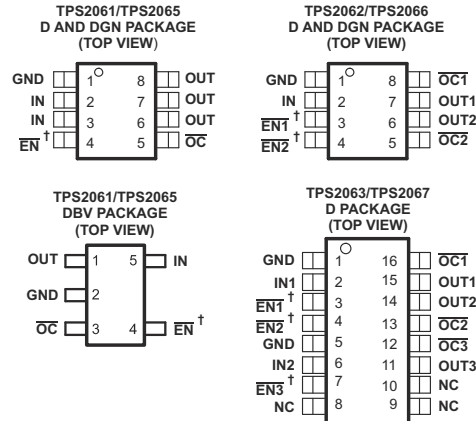 TPS2061/TPS2065
D AND DGN PACKAGE
(TOP VIEW)
GND 1 8 OUT
IN 2 7 OUT
IN 3 6 OUT
EN † 4 5 OC
TPS2062/TPS2066
D AND DGN PACKAGE
(TOP VIEW)
GND 1 8 OC1
IN 2 7 OUT1
EN1 † 3 6 OUT2
EN2 † 4 5 OC2
TPS2061/TPS2065
DBV PACKAGE
(TOP VIEW)
OUT 1 5 IN
GND 2
OC 3 4 EN †
TPS2063/TPS2067
D PACKAGE
(TOP VIEW)
GND 1 16 OC1
IN1 2 15 OUT1
EN1 † 3 14 OUT2
EN2 † 4 13 OC2
GND 5 12 OC3
IN2 6 11 OUT3
EN3 † 7 10 NC
NC 8 9 NC